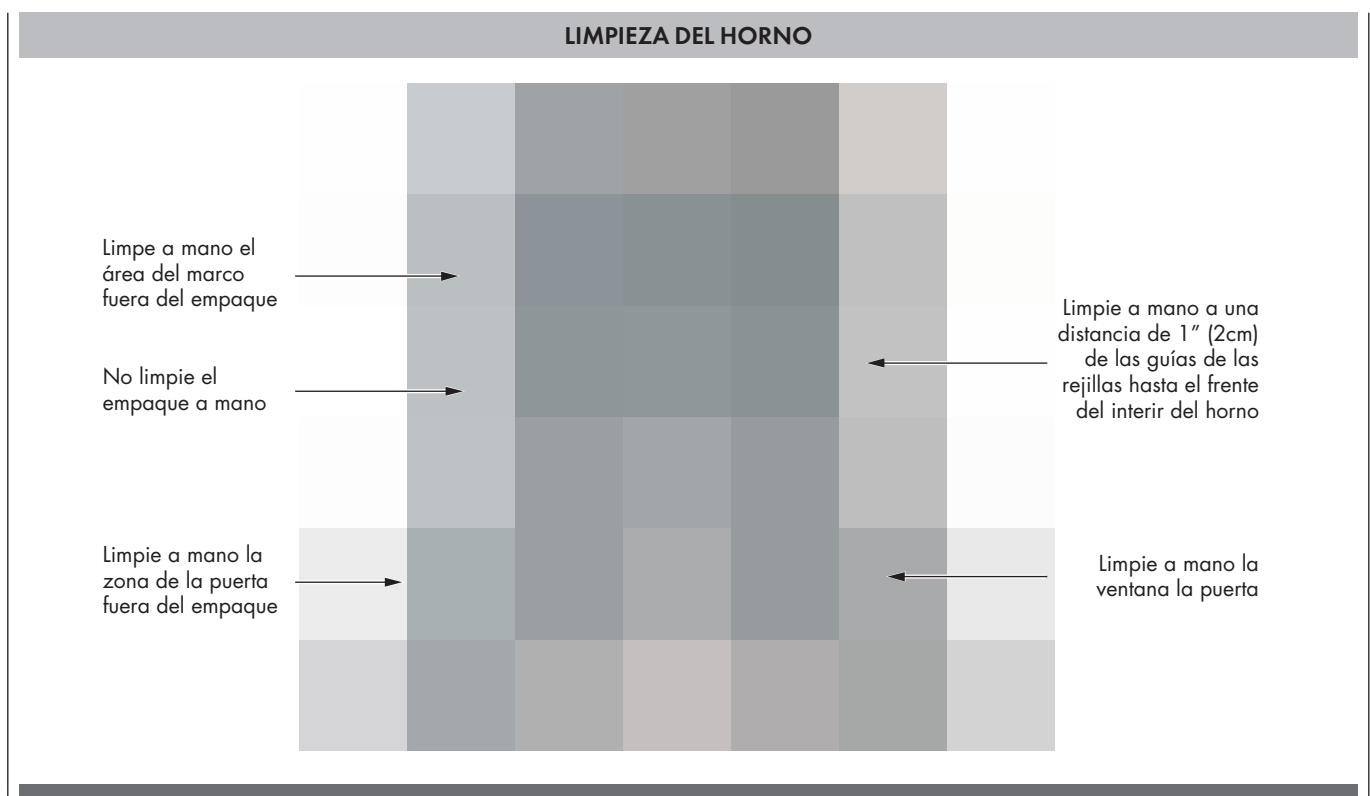 LIMPIEZA DEL HORNO
Limpe a mano el
área del marco
fuera del empaque
No limpie el
empaque a mano
Limpie a mano la
zona de la puerta
fuera del empaque
Limpie a mano a una
distancia de 1” (2cm)
de las guías de las
rejillas hasta el frente
del interir del horno
Limpie a mano la
ventana la puerta